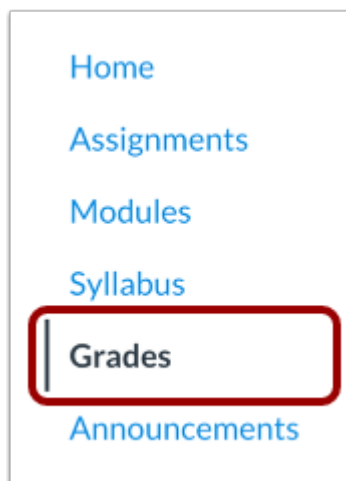 Home
Assignments
Modules
Syllabus
Grades
Announcements